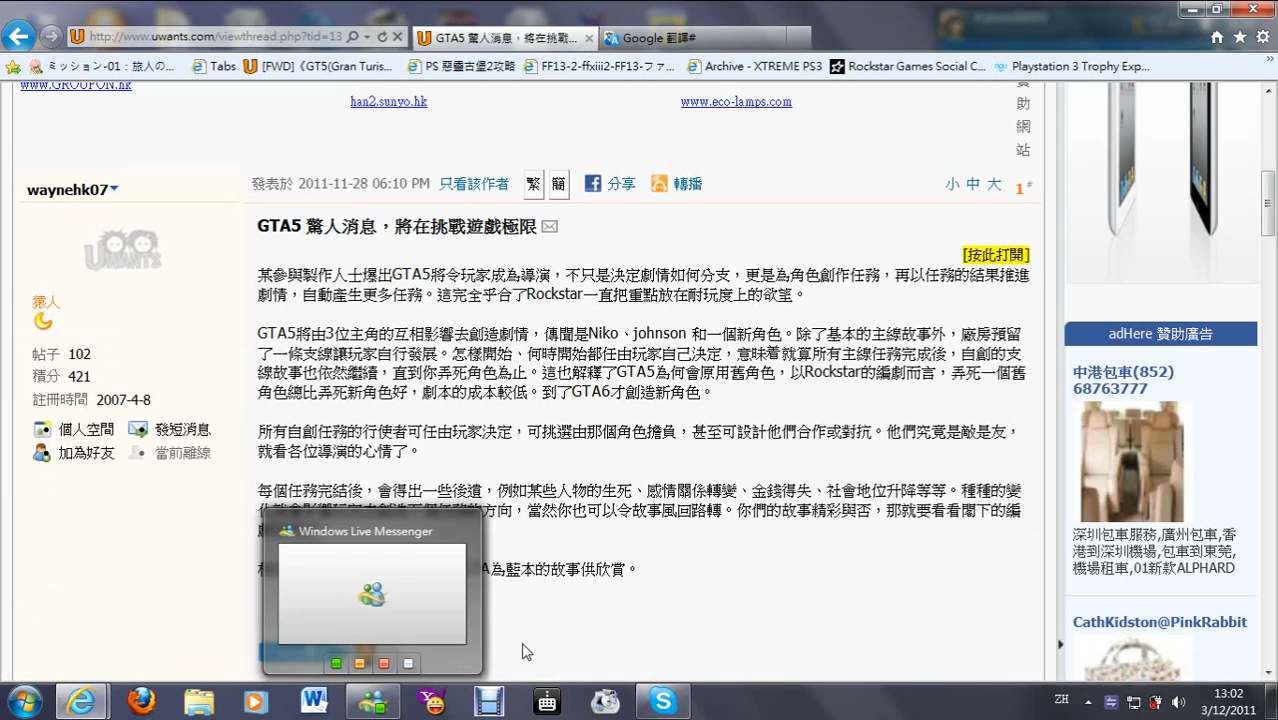 http://www.uwants.com/viewthread.php?tid=13
GTA5 驚人消息，將在挑戰...
Google 翻譯#
ミッション-01：旅人の...
Tabs
[FWD]《GT5(Gran Turis...
PS 惡靈古堡2攻略
FF13-2-ffxiii2-FF13-ファ...
Archive - XTREME PS3
Rockstar Games Social C...
Playstation 3 Trophy Exp...
www.GROUPON.hk
han2.sunyo.hk
www.eco-lamps.com
助
網
站
waynehk07
發表於 2011-11-28 06:10 PM 只看該作者 繁 簡 分享 轉播
小 中 大 1#
GTA5 驚人消息，將在挑戰遊戲極限
[按此打開]
某參與製作人士爆出GTA5將令玩家成為導演，不只是決定劇情如何分支，更是為角色創作任務，再以任務的結果推進
劇情，自動產生更多任務。這完全乎合了Rockstar一直把重點放在耐玩度上的欲望。
GTA5將由3位主角的互相影響去創造劇情，傳聞是Niko、johnson 和一個新角色。除了基本的主線故事外，廠房預留
了一條支線讓玩家自行發展。怎樣開始、何時開始都任由玩家自己決定，意味着就算所有主線任務完成後，自創的支
線故事也依然繼續，直到你弄死角色為止。這也解釋了GTA5為何會原用舊角色，以Rockstar的編劇而言，弄死一個舊
角色總比弄死新角色好，劇本的成本較低。到了GTA6才創造新角色。
所有自創任務的行使者可任由玩家決定，可挑選由那個角色擔負，甚至可設計他們合作或對抗。他們究竟是敵是友，
就看各位導演的心情了。
每個任務完結後，會得出一些後遺，例如某些人物的生死、感情關係轉變、金錢得失、社會地位升降等等。種種的變
的方向，當然你也可以令故事風回路轉。你們的故事精彩與否，那就要看看閣下的編
A為藍本的故事供欣賞。
UWANTS
猿人
帖子 102
積分 421
註冊時間 2007-4-8
個人空間 發短消息
加為好友 當前離線
Windows Live Messenger
adHere 贊助廣告
中港包車(852)
68763777
深圳包車服務,廣州包車,香
港到深圳機場,包車到東莞,
機場租車,01新款ALPHARD
CathKidston@PinkRabbit
ZH
13:02
3/12/2011